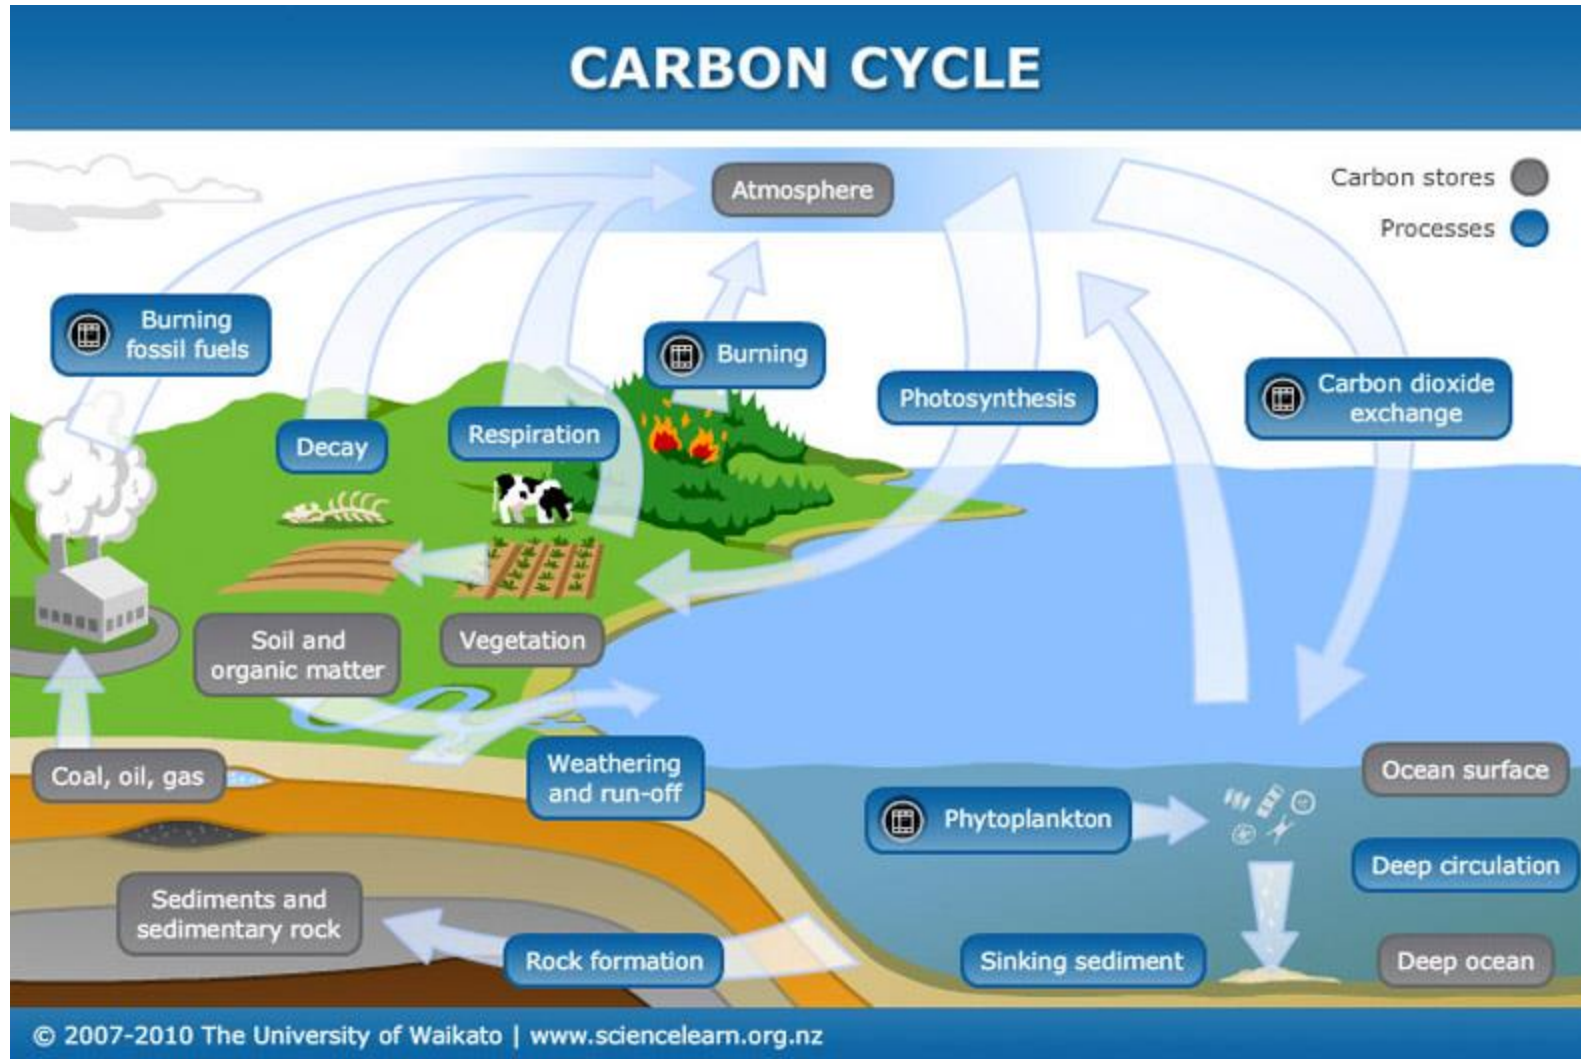 CARBON CYCLE
Atmosphere
Carbon stores
Processes
Burning
fossil fuels
Burning
Decay
Respiration
Photosynthesis
Carbon dioxide
exchange
Soil and
organic matter
Vegetation
Coal, oil, gas
Weathering
and run-off
Ocean surface
Phytoplankton
Deep circulation
Sediments and
sedimentary rock
Rock formation
Sinking sediment
Deep ocean
© 2007-2010 The University of Waikato | www.sciencelearn.org.nz